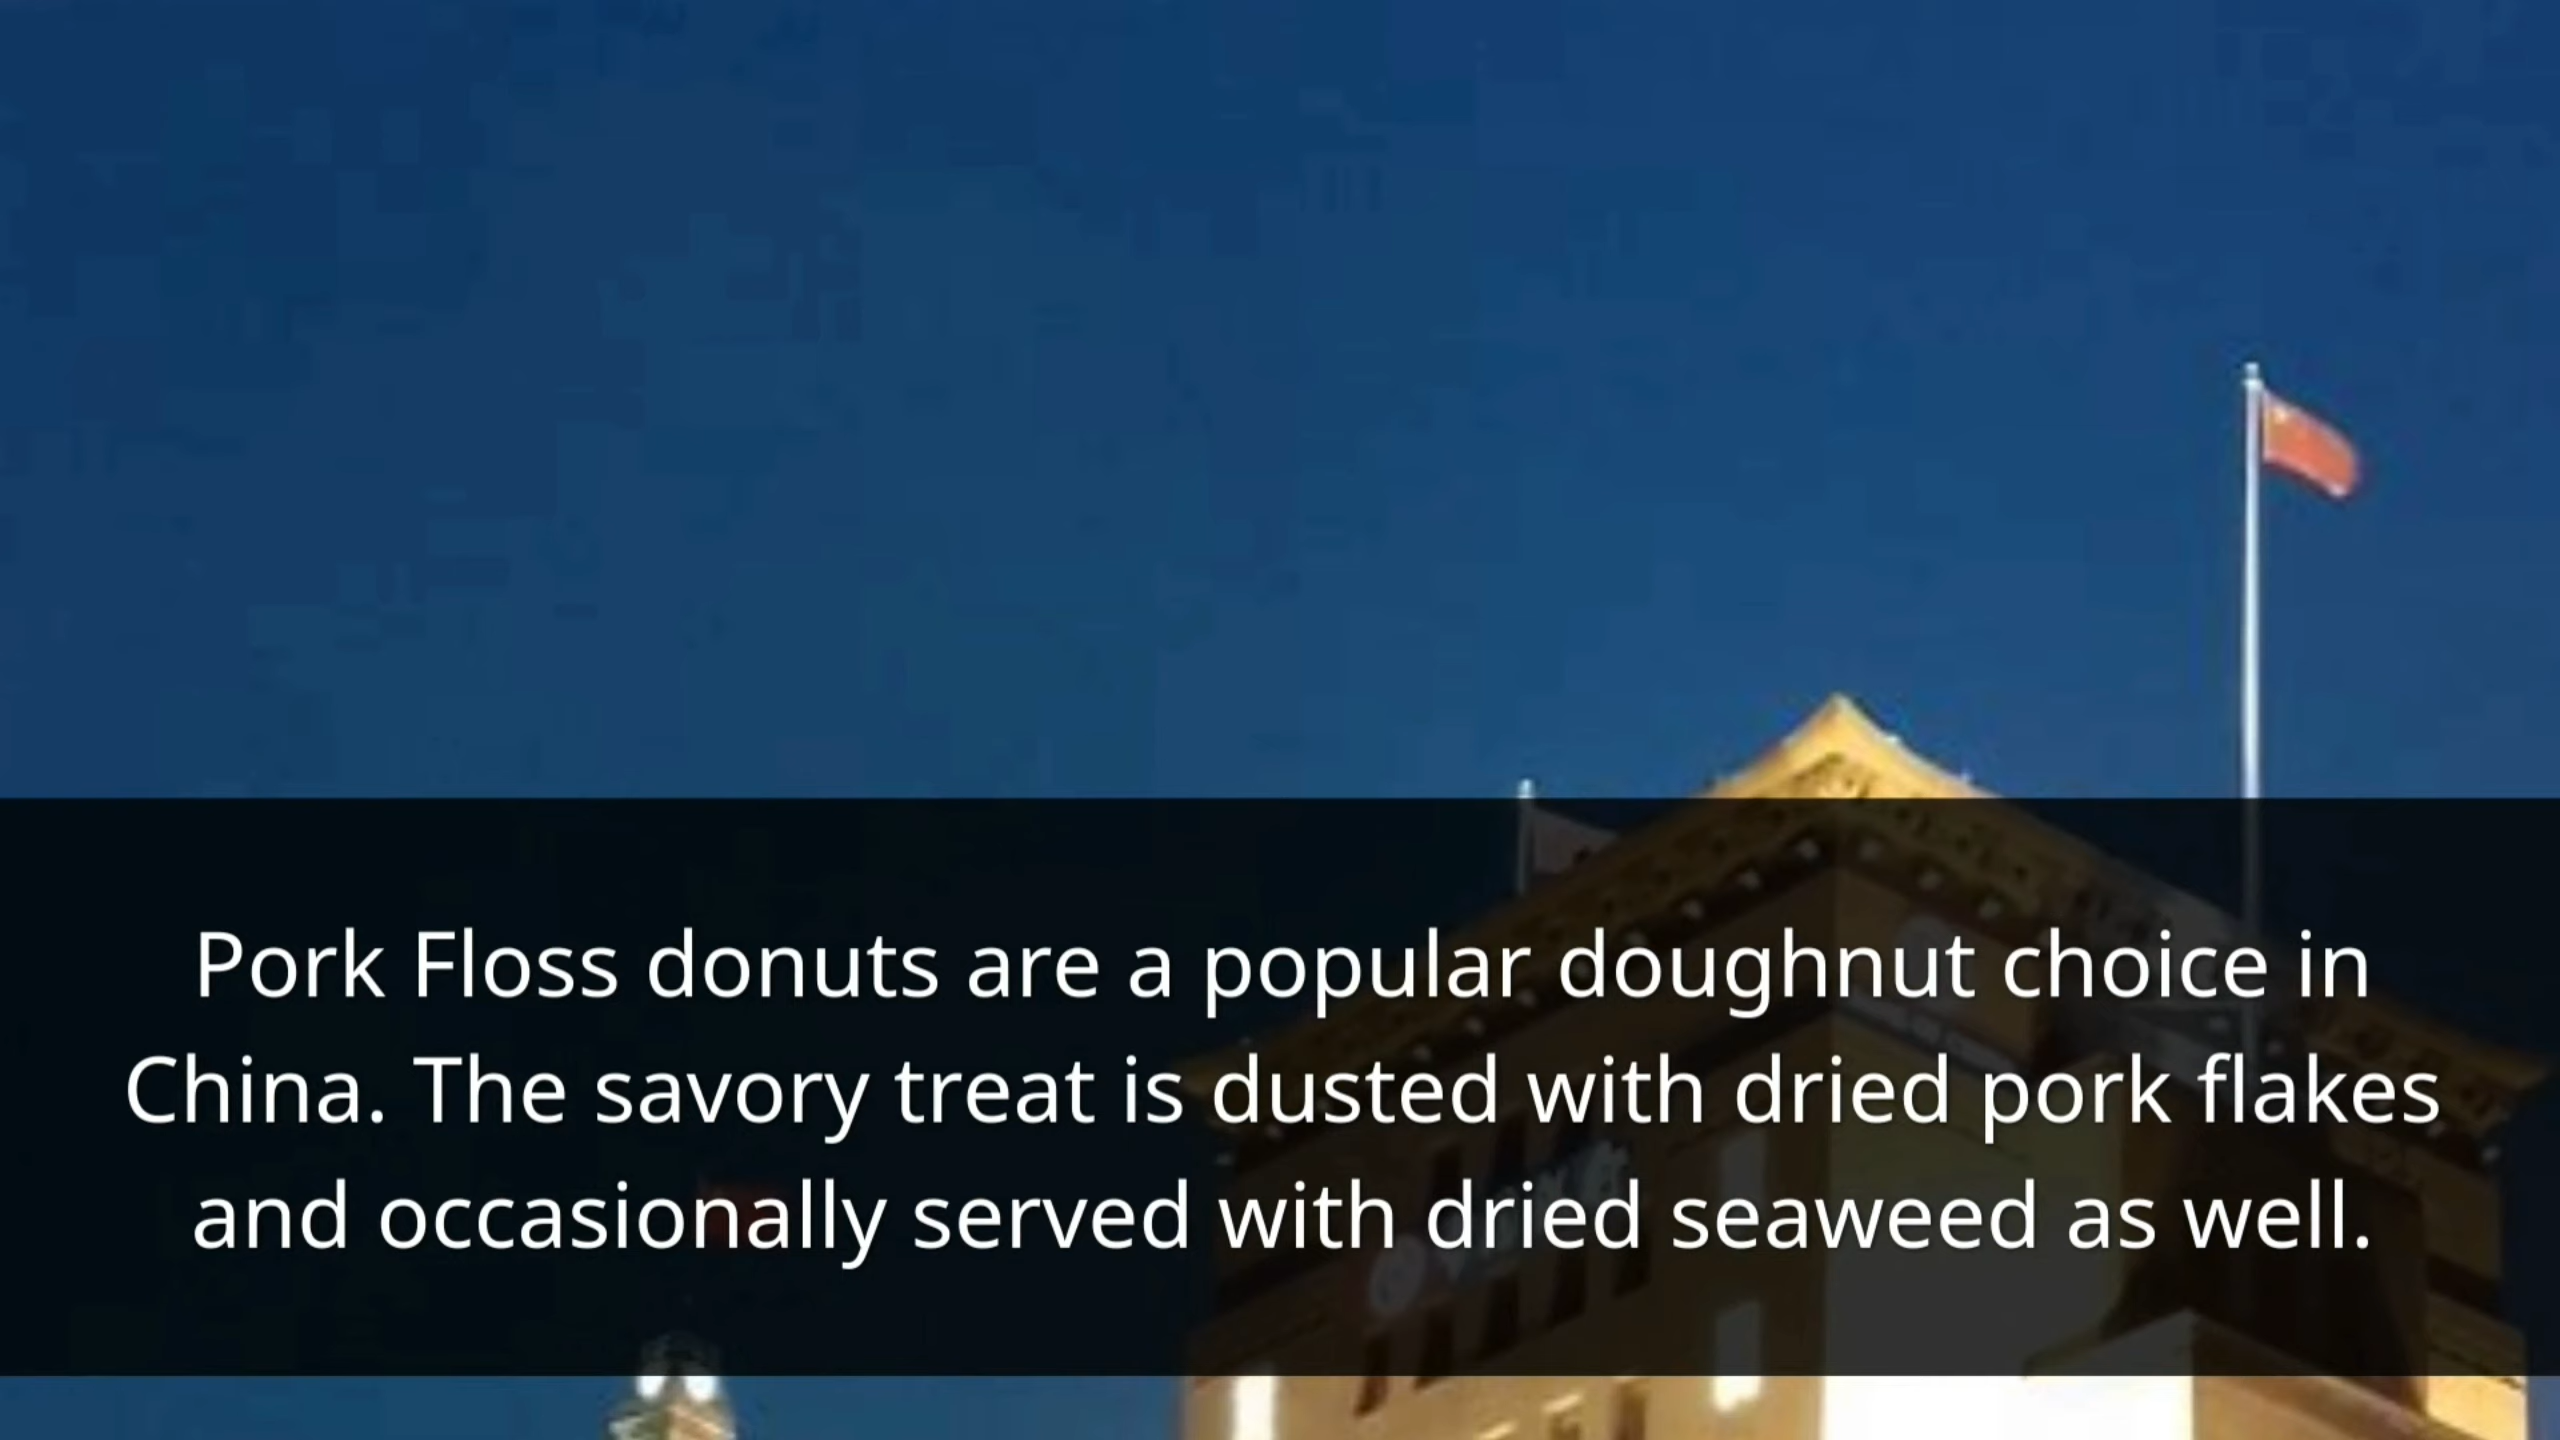 Pork Floss donuts are a popular doughnut choice in
China. The savory treat is dusted with dried pork flakes
and occasionally served with dried seaweed as well.